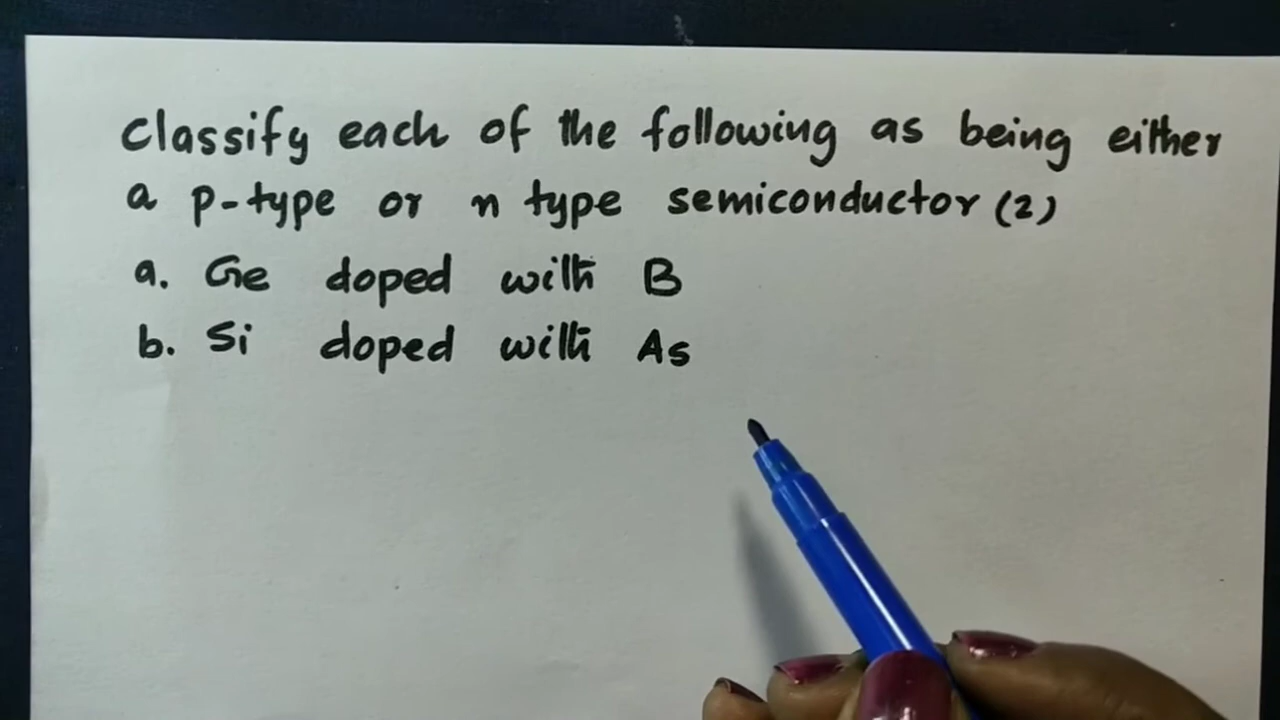 classify each of the following as being either
a p-type or n type semiconductor (2)
a. Ge doped with B
b. Si doped with As